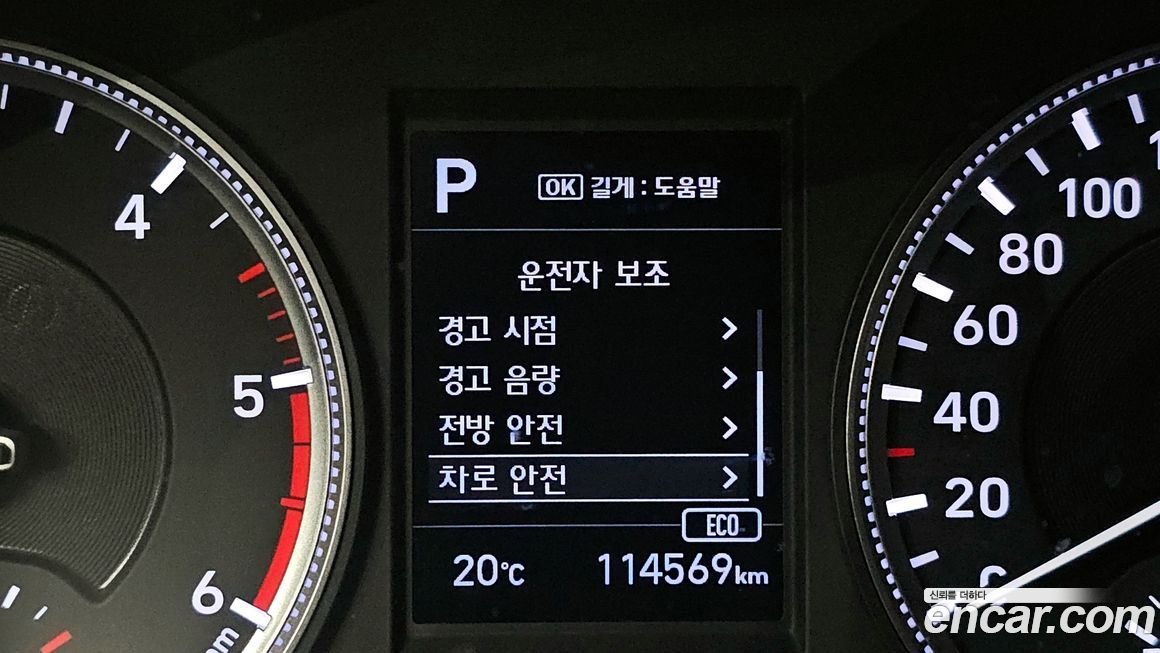 P
OK 길게 : 도움말
운전자 보조
경고 시점
경고 음량
전방 안전
차로 안전
ECO
20°C
114569km
4
5
6
100
80
60
40
20
신뢰를 더하다
encar.com